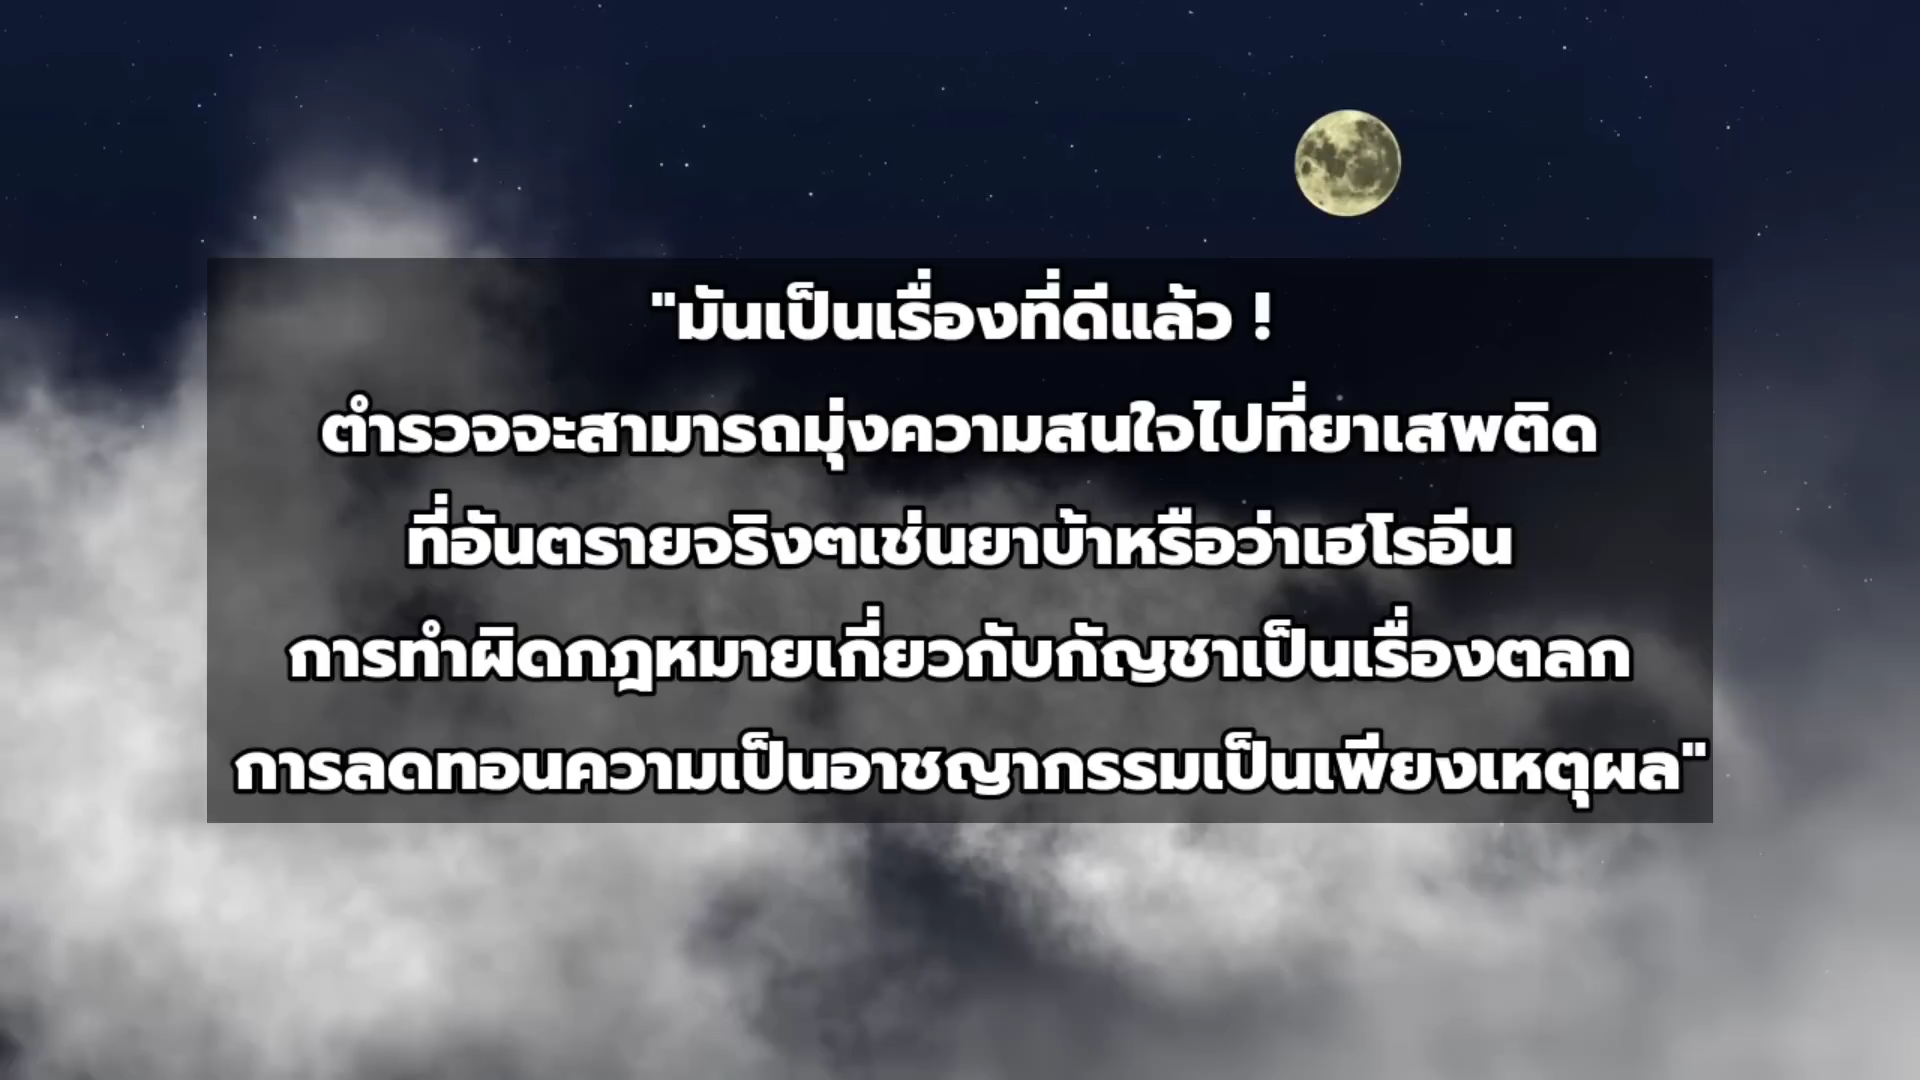 "มันเป็นเรื่องที่ดีแล้ว !
ตำรวจจะสามารถมุ่งความสนใจไปที่ยาเสพติด
ที่อันตรายจริงๆเช่นยาบ้าหรือว่าเฮโรอีน
การทำผิดกฎหมายเกี่ยวกับกัญชาเป็นเรื่องตลก
การลดทอนความเป็นอาชญากรรมเป็นเพียงเหตุผล"